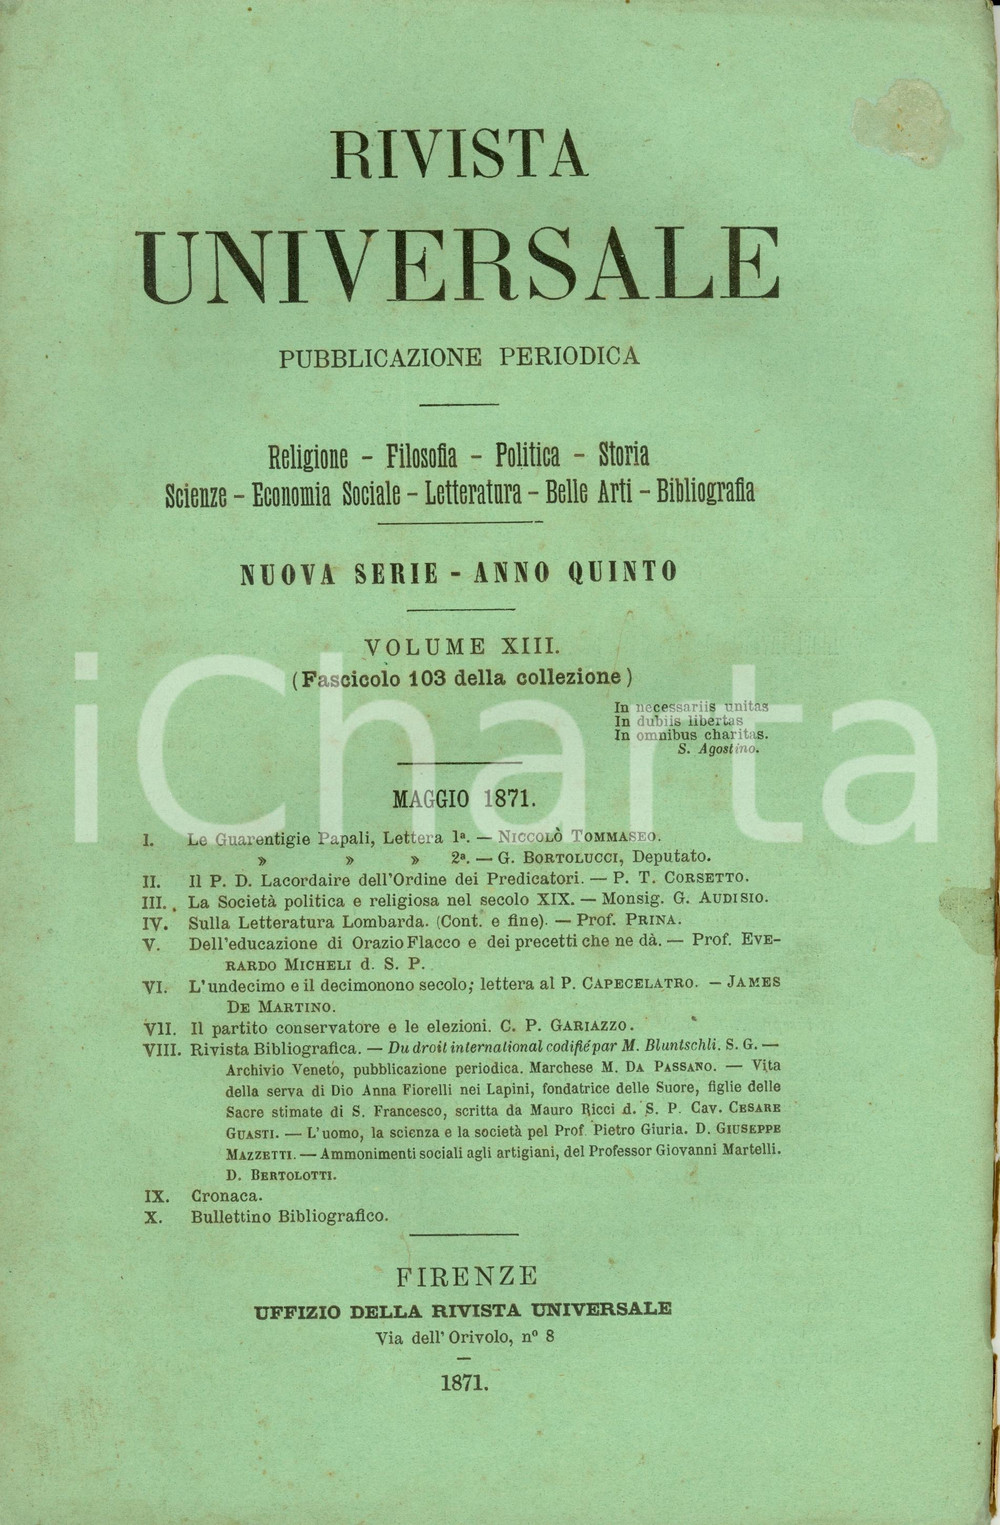 RIVISTA
UNIVERSALE
PUBBLICAZIONE PERIODICA
Religione – Filosofia – Politica – Storia
Scienze – Economia Sociale – Letteratura – Belle Arti – Bibliografia
NUOVA SERIE – ANNO QUINTO
VOLUME XIII.
(Fascicolo 103 della collezione)
In necessariis unitas
In dubiis libertas
In omnibus charitas.
S. Agostino.
iCharta
MAGGIO 1871.
I. Le Guarentigie Papali, Lettera 1ª. — NICCOLÒ TOMMASEO.
» » » 2ª. — G. BORTOLUCCI, Deputato.
II. Il P. D. Lacordaire dell'Ordine dei Predicatori. — P. T. CORSETTO.
III. La Società politica e religiosa nel secolo XIX. — Monsig. G. AUDISIO.
IV. Sulla Letteratura Lombarda. (Cont. e fine). — Prof. PRINA.
V. Dell'educazione di Orazio Flacco e dei precetti che ne dà. — Prof. EVE-
RARDO MICHELI d. S. P.
VI. L'undecimo e il decimonono secolo; lettera al P. CAPECELATRO. — JAMES
DE MARTINO.
VII. Il partito conservatore e le elezioni. C. P. GARIAZZO.
VIII. Rivista Bibliografica. — Du droit international codifié par M. Bluntschli. S. G. —
Archivio Veneto, pubblicazione periodica. Marchese M. DA PASSANO. — Vita
della serva di Dio Anna Fiorelli nei Lapini, fondatrice delle Suore, figlie delle
Sacre stimate di S. Francesco, scritta da Mauro Ricci d. S. P. Cav. CESARE
GUASTI. — L'uomo, la scienza e la società pel Prof. Pietro Giuria. D. GIUSEPPE
MAZZETTI. — Ammonimenti sociali agli artigiani, del Professor Giovanni Martelli.
D. BERTOLOTTI.
IX. Cronaca.
X. Bullettino Bibliografico.
FIRENZE
UFFIZIO DELLA RIVISTA UNIVERSALE
Via dell'Orivolo, nº 8
1871.